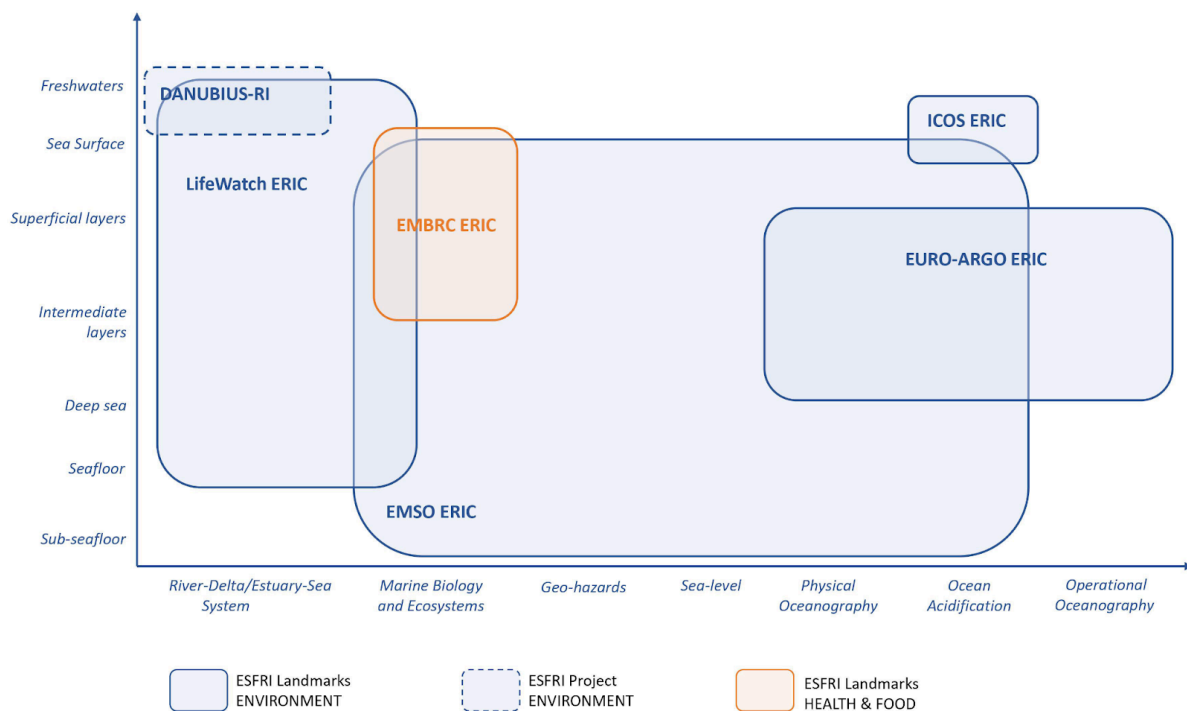 Freshwaters
DANUBIUS-RI
ICOS ERIC
Sea Surface
LifeWatch ERIC
Superficial layers
EMBRC ERIC
EURO-ARGO ERIC
Intermediate
layers
Deep sea
Seafloor
EMSO ERIC
Sub-seafloor
River-Delta/Estuary-Sea
System
Marine Biology
and Ecosystems
Geo-hazards
Sea-level
Physical
Oceanography
Ocean
Acidification
Operational
Oceanography
ESFRI Landmarks
ENVIRONMENT
ESFRI Project
ENVIRONMENT
ESFRI Landmarks
HEALTH & FOOD